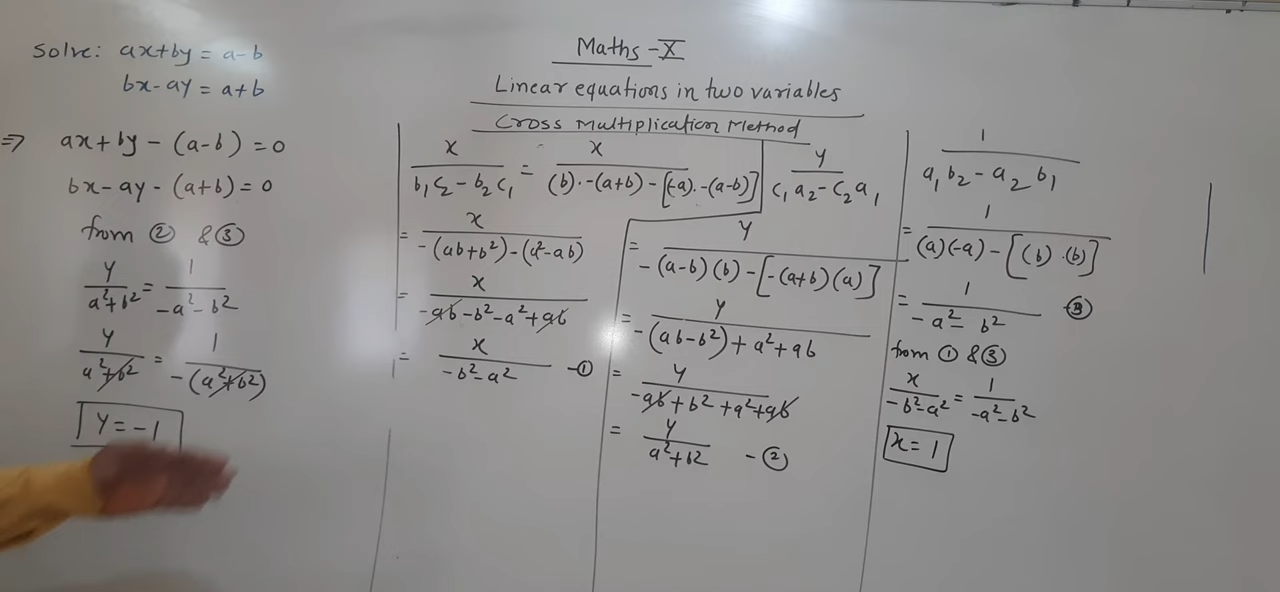 Maths - X
Linear equations in two variables
Cross Multiplication Method
Solve: ax+by = a-b
bx-ay = a+b
⇒ ax+by-(a-b)=0
bx-ay-(a+b)=0
from ② & ③
y/(a²+b²) = 1/(-a²-b²)
y/(a²+b²) = 1/(-(a²+b²))
y = -1
x/(b₁c₂-b₂c₁) = x/((b).-(a+b)-[(-a).-(a-b)])
= x/(-(ab+b²)-(a²-ab))
= x/(-ab-b²-a²+ab)
= x/(-b²-a²) -①
y/(c₁a₂-c₂a₁)
= y/(-(a-b)(b)-[-(a+b)(a)])
= y/(-(ab-b²)+a²+ab)
= y/(-ab+b²+a²+ab)
= y/(a²+b²) -②
1/(a₁b₂-a₂b₁)
= 1/((a)(-a)-[(b).(b)])
= 1/(-a²-b²) -③
from ① & ③
x/(-b²-a²) = 1/(-a²-b²)
x = 1